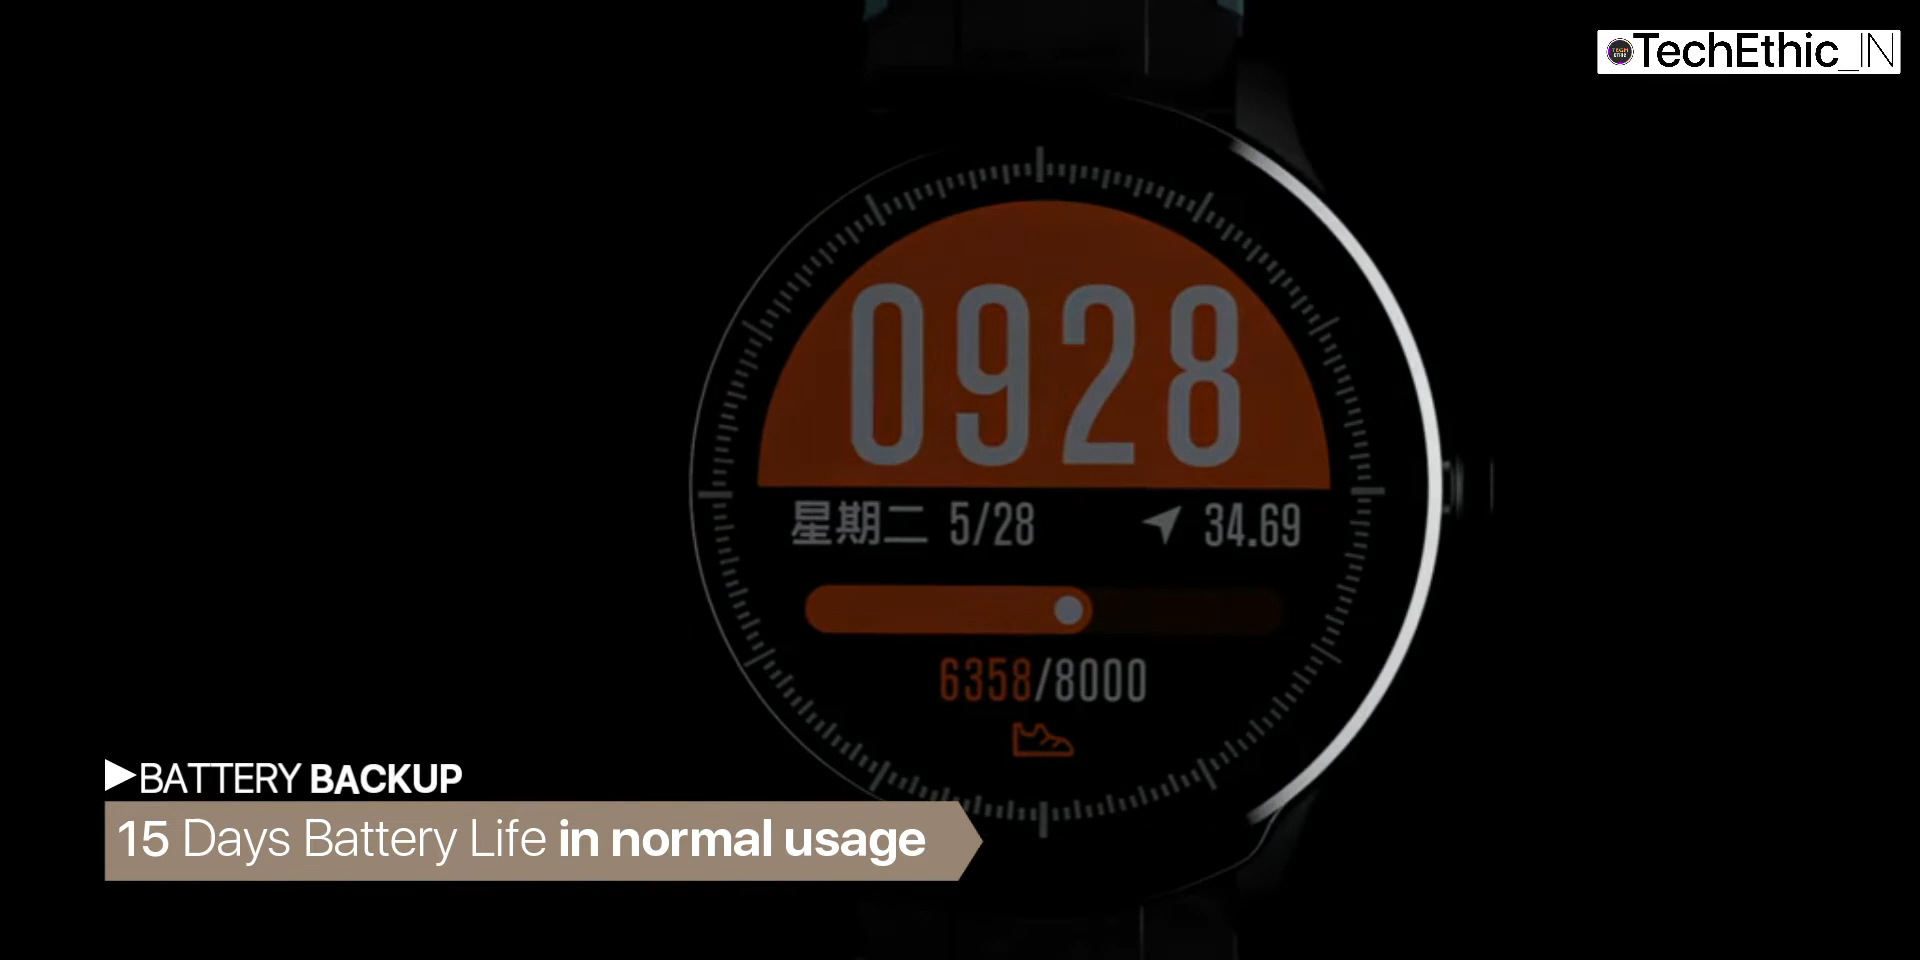 TechEthic_IN
0928
星期二 5/28 34.69
6358/8000
BATTERY BACKUP
15 Days Battery Life in normal usage